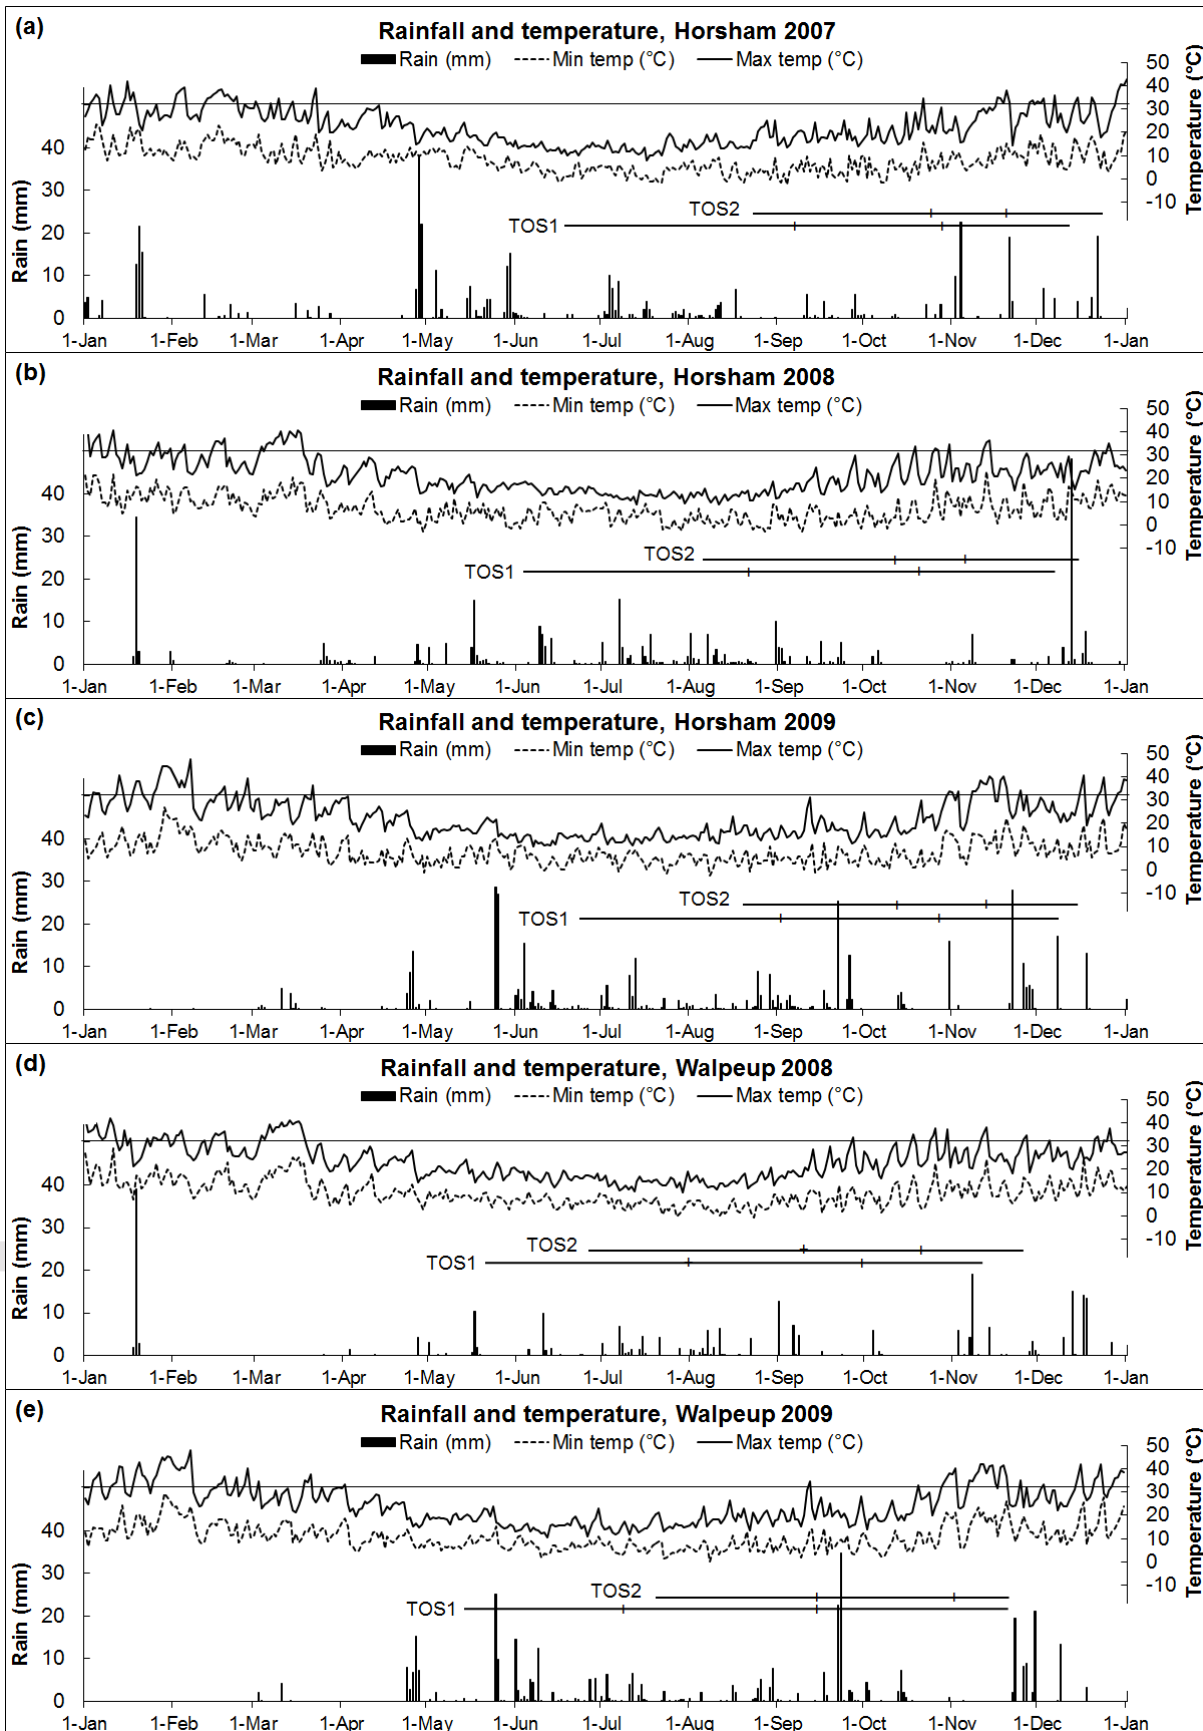 (a)
Rainfall and temperature, Horsham 2007
Rain (mm) Min temp (°C) Max temp (°C)
50
40
30
20
10
0
-10
Temperature (°C)
40
30
20
10
0
Rain (mm)
TOS2
TOS1
1-Jan 1-Feb 1-Mar 1-Apr 1-May 1-Jun 1-Jul 1-Aug 1-Sep 1-Oct 1-Nov 1-Dec 1-Jan
(b)
Rainfall and temperature, Horsham 2008
Rain (mm) Min temp (°C) Max temp (°C)
50
40
30
20
10
0
-10
Temperature (°C)
40
30
20
10
0
Rain (mm)
TOS2
TOS1
1-Jan 1-Feb 1-Mar 1-Apr 1-May 1-Jun 1-Jul 1-Aug 1-Sep 1-Oct 1-Nov 1-Dec 1-Jan
(c)
Rainfall and temperature, Horsham 2009
Rain (mm) Min temp (°C) Max temp (°C)
50
40
30
20
10
0
-10
Temperature (°C)
40
30
20
10
0
Rain (mm)
TOS2
TOS1
1-Jan 1-Feb 1-Mar 1-Apr 1-May 1-Jun 1-Jul 1-Aug 1-Sep 1-Oct 1-Nov 1-Dec 1-Jan
(d)
Rainfall and temperature, Walpeup 2008
Rain (mm) Min temp (°C) Max temp (°C)
50
40
30
20
10
0
-10
Temperature (°C)
40
30
20
10
0
Rain (mm)
TOS2
TOS1
1-Jan 1-Feb 1-Mar 1-Apr 1-May 1-Jun 1-Jul 1-Aug 1-Sep 1-Oct 1-Nov 1-Dec 1-Jan
(e)
Rainfall and temperature, Walpeup 2009
Rain (mm) Min temp (°C) Max temp (°C)
50
40
30
20
10
0
-10
Temperature (°C)
40
30
20
10
0
Rain (mm)
TOS2
TOS1
1-Jan 1-Feb 1-Mar 1-Apr 1-May 1-Jun 1-Jul 1-Aug 1-Sep 1-Oct 1-Nov 1-Dec 1-Jan